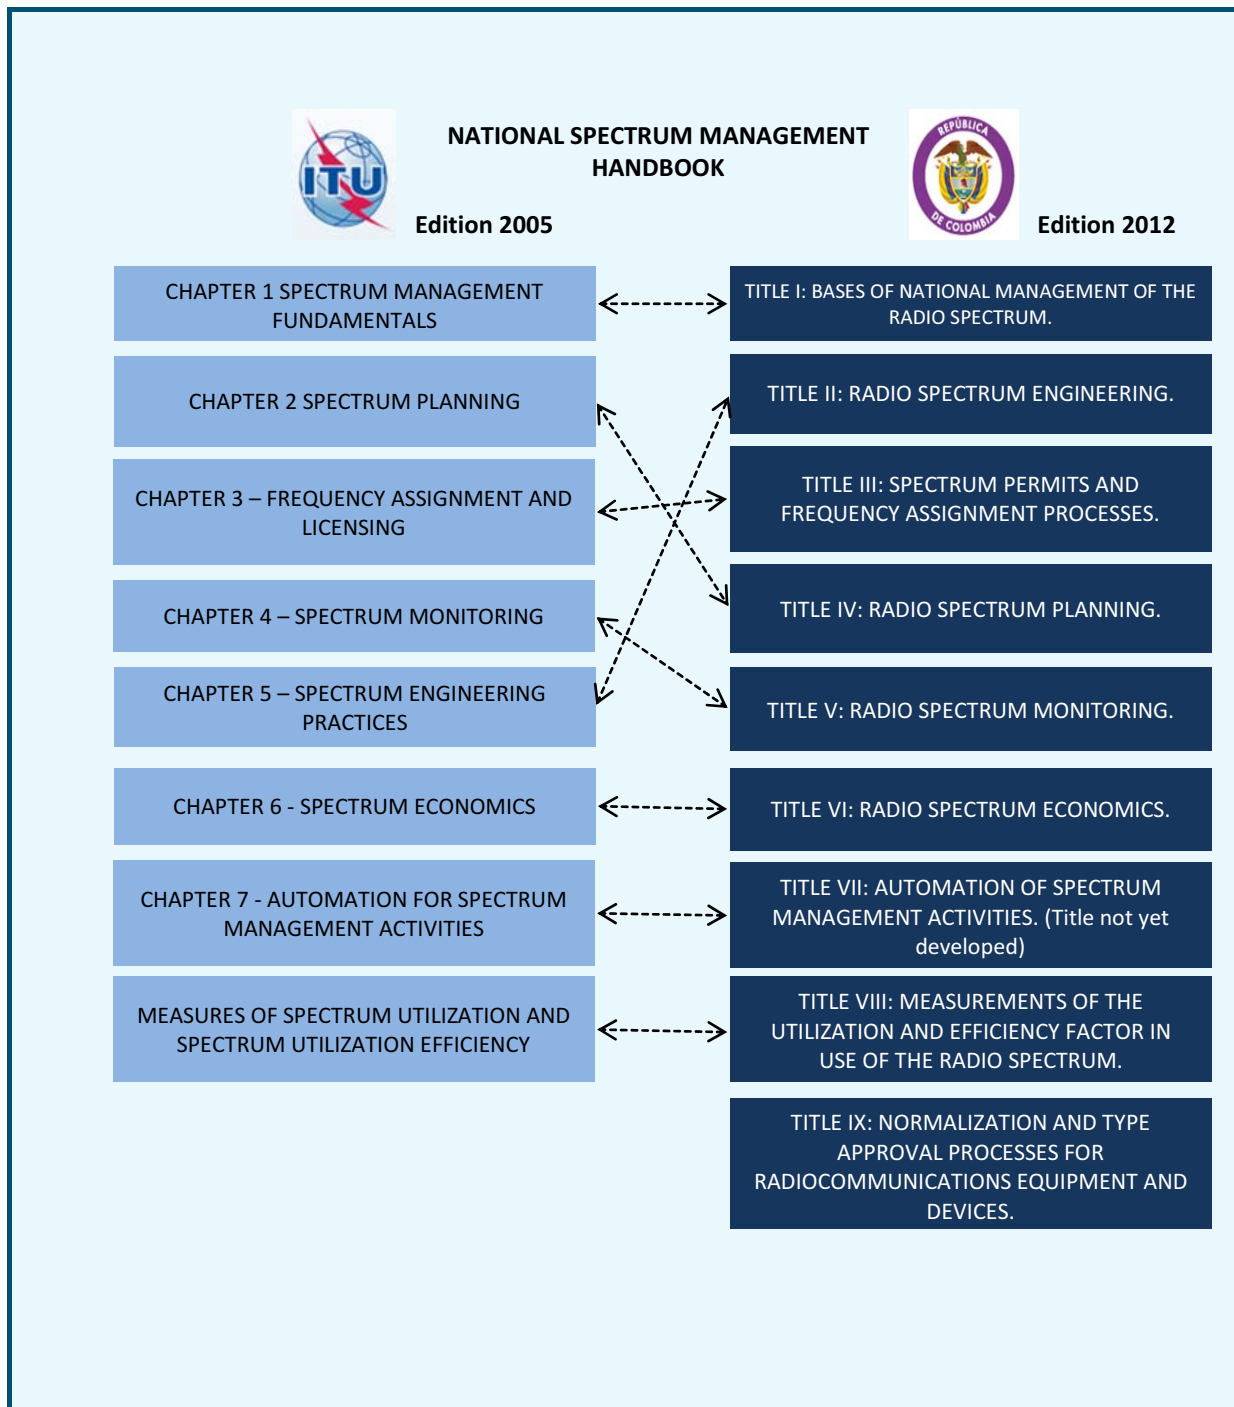 NATIONAL SPECTRUM MANAGEMENT
HANDBOOK
ITU
Edition 2005
REPÚBLICA
DE COLOMBIA
Edition 2012
CHAPTER 1 SPECTRUM MANAGEMENT
FUNDAMENTALS
TITLE I: BASES OF NATIONAL MANAGEMENT OF THE
RADIO SPECTRUM.
CHAPTER 2 SPECTRUM PLANNING
TITLE II: RADIO SPECTRUM ENGINEERING.
CHAPTER 3 – FREQUENCY ASSIGNMENT AND
LICENSING
TITLE III: SPECTRUM PERMITS AND
FREQUENCY ASSIGNMENT PROCESSES.
CHAPTER 4 – SPECTRUM MONITORING
TITLE IV: RADIO SPECTRUM PLANNING.
CHAPTER 5 – SPECTRUM ENGINEERING
PRACTICES
TITLE V: RADIO SPECTRUM MONITORING.
CHAPTER 6 - SPECTRUM ECONOMICS
TITLE VI: RADIO SPECTRUM ECONOMICS.
CHAPTER 7 - AUTOMATION FOR SPECTRUM
MANAGEMENT ACTIVITIES
TITLE VII: AUTOMATION OF SPECTRUM
MANAGEMENT ACTIVITIES. (Title not yet
developed)
MEASURES OF SPECTRUM UTILIZATION AND
SPECTRUM UTILIZATION EFFICIENCY
TITLE VIII: MEASUREMENTS OF THE
UTILIZATION AND EFFICIENCY FACTOR IN
USE OF THE RADIO SPECTRUM.
TITLE IX: NORMALIZATION AND TYPE
APPROVAL PROCESSES FOR
RADIOCOMMUNICATIONS EQUIPMENT AND
DEVICES.